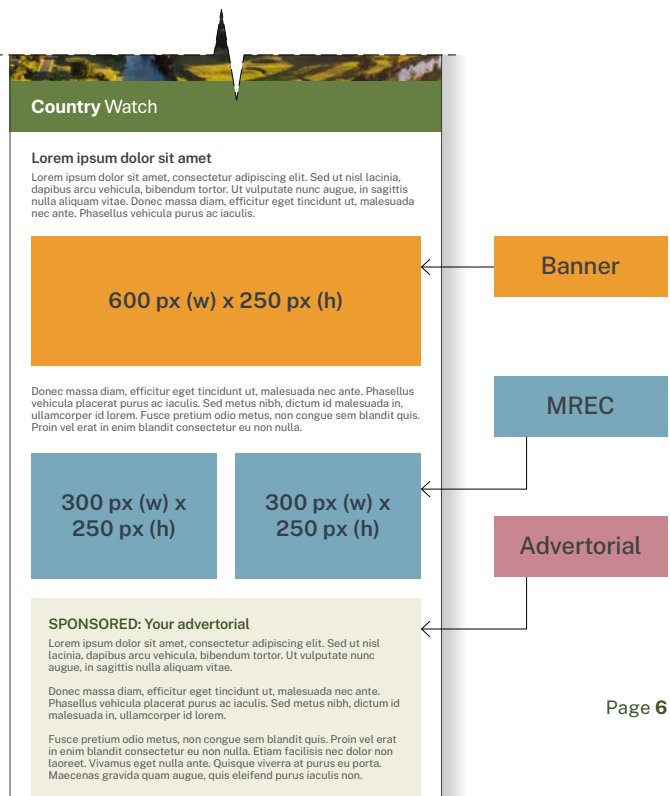 Country Watch
Lorem ipsum dolor sit amet
Lorem ipsum dolor sit amet, consectetur adipiscing elit. Sed ut nisl lacinia,
dapibus arcu vehicula, bibendum tortor. Ut vulputate nunc augue, in sagittis
nulla aliquam vitae. Donec massa diam, efficitur eget tincidunt ut, malesuada
nec ante. Phasellus vehicula purus ac iaculis.
600 px (w) x 250 px (h)
Banner
Donec massa diam, efficitur eget tincidunt ut, malesuada nec ante. Phasellus
vehicula placerat purus ac iaculis. Sed metus nibh, dictum id malesuada in,
ullamcorper id lorem. Fusce pretium odio metus, non congue sem blandit quis.
Proin vel erat in enim blandit consectetur eu non nulla.
MREC
300 px (w) x
250 px (h)
300 px (w) x
250 px (h)
Advertorial
SPONSORED: Your advertorial
Lorem ipsum dolor sit amet, consectetur adipiscing elit. Sed ut nisl
lacinia, dapibus arcu vehicula, bibendum tortor. Ut vulputate nunc
augue, in sagittis nulla aliquam vitae.
Donec massa diam, efficitur eget tincidunt ut, malesuada nec ante.
Phasellus vehicula placerat purus ac iaculis. Sed metus nibh, dictum id
malesuada in, ullamcorper id lorem.
Fusce pretium odio metus, non congue sem blandit quis. Proin vel erat
in enim blandit consectetur eu non nulla. Etiam facilisis nec dolor non
laoreet. Vivamus eget nulla ante. Quisque viverra at purus eu porta.
Maecenas gravida quam augue, quis eleifend purus iaculis non.
Page 6